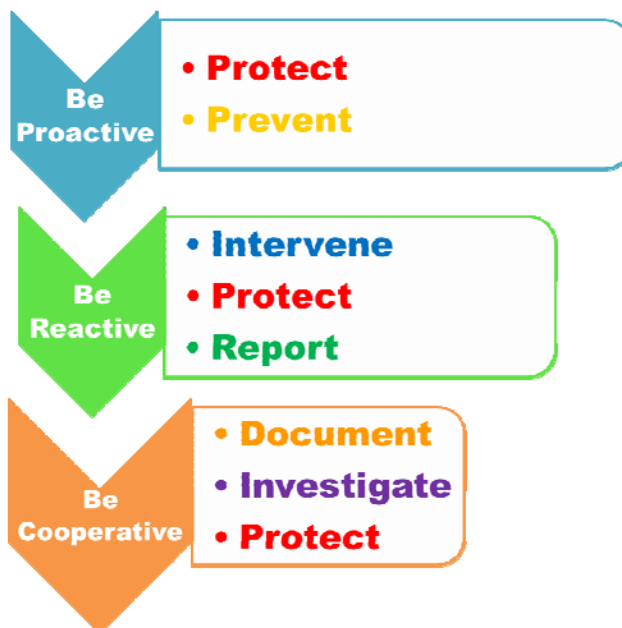 Be
Proactive
• Protect
• Prevent
Be
Reactive
• Intervene
• Protect
• Report
Be
Cooperative
• Document
• Investigate
• Protect